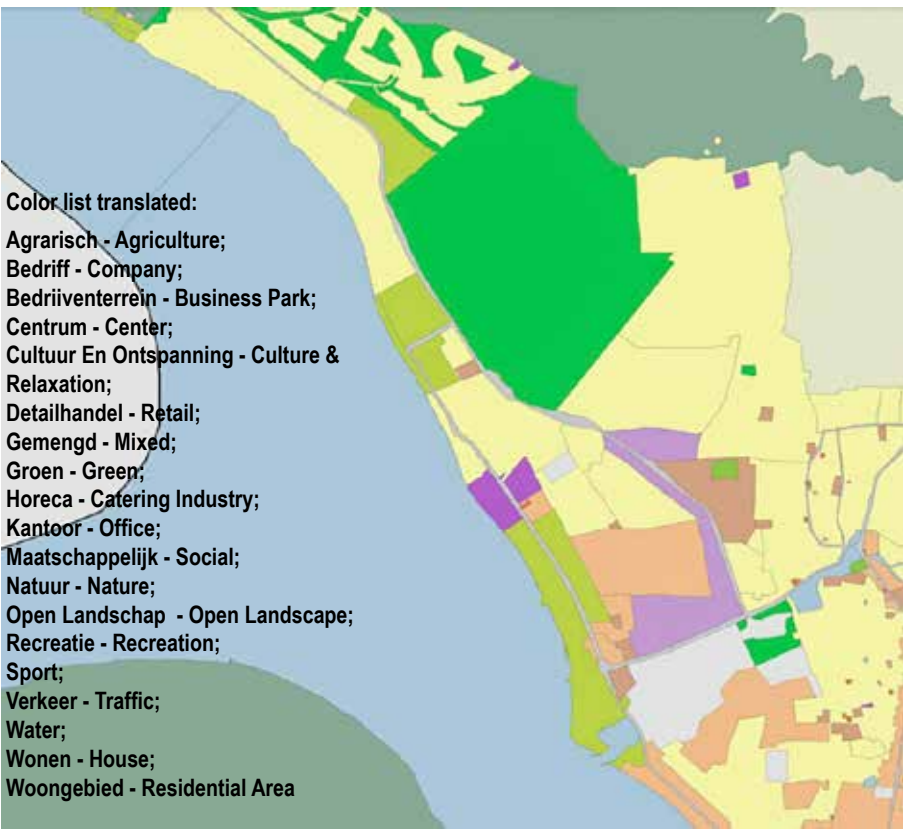 Color list translated:
Agrarisch - Agriculture;
Bedriff - Company;
Bedriiventerrein - Business Park;
Centrum - Center;
Cultuur En Ontspanning - Culture &
Relaxation;
Detailhandel - Retail;
Gemengd - Mixed;
Groen - Green;
Horeca - Catering Industry;
Kantoor - Office;
Maatschappelijk - Social;
Natuur - Nature;
Open Landschap - Open Landscape;
Recreatie - Recreation;
Sport;
Verkeer - Traffic;
Water;
Wonen - House;
Woongebied - Residential Area